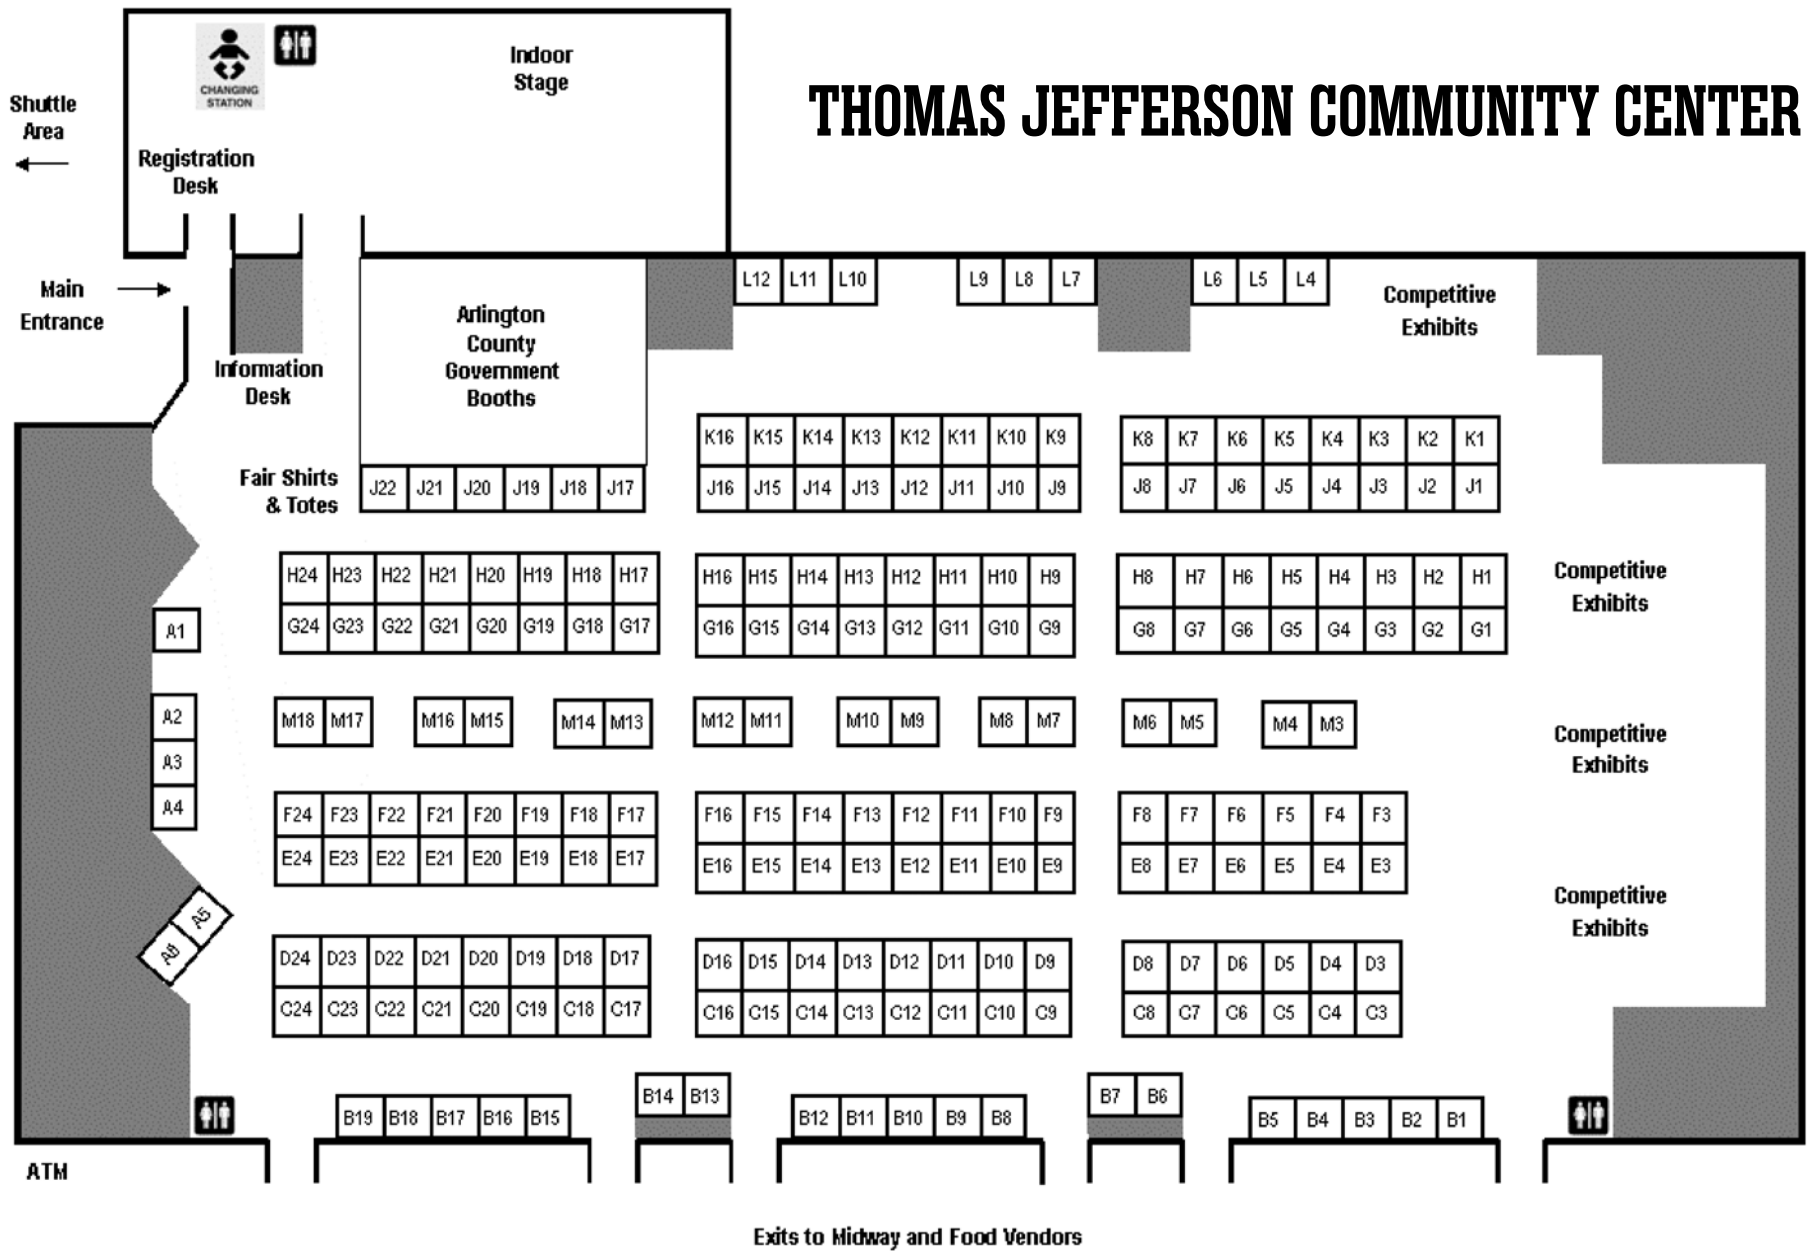 THOMAS JEFFERSON COMMUNITY CENTER
CHANGING
STATION
Indoor
Stage
Shuttle
Area
Registration
Desk
Main
Entrance
Information
Desk
Arlington
County
Government
Booths
L12 L11 L10 L9 L8 L7 L6 L5 L4
Competitive
Exhibits
K16 K15 K14 K13 K12 K11 K10 K9 K8 K7 K6 K5 K4 K3 K2 K1
Fair Shirts
& Totes
J22 J21 J20 J19 J18 J17 J16 J15 J14 J13 J12 J11 J10 J9 J8 J7 J6 J5 J4 J3 J2 J1
H24 H23 H22 H21 H20 H19 H18 H17 H16 H15 H14 H13 H12 H11 H10 H9 H8 H7 H6 H5 H4 H3 H2 H1
Competitive
Exhibits
A1
G24 G23 G22 G21 G20 G19 G18 G17 G16 G15 G14 G13 G12 G11 G10 G9 G8 G7 G6 G5 G4 G3 G2 G1
A2
M18 M17 M16 M15 M14 M13 M12 M11 M10 M9 M8 M7 M6 M5 M4 M3
Competitive
Exhibits
A3
A4
F24 F23 F22 F21 F20 F19 F18 F17 F16 F15 F14 F13 F12 F11 F10 F9 F8 F7 F6 F5 F4 F3
E24 E23 E22 E21 E20 E19 E18 E17 E16 E15 E14 E13 E12 E11 E10 E9 E8 E7 E6 E5 E4 E3
Competitive
Exhibits
A5
A6
D24 D23 D22 D21 D20 D19 D18 D17 D16 D15 D14 D13 D12 D11 D10 D9 D8 D7 D6 D5 D4 D3
C24 C23 C22 C21 C20 C19 C18 C17 C16 C15 C14 C13 C12 C11 C10 C9 C8 C7 C6 C5 C4 C3
B14 B13 B7 B6
B19 B18 B17 B16 B15 B12 B11 B10 B9 B8 B5 B4 B3 B2 B1
ATM
Exits to Midway and Food Vendors